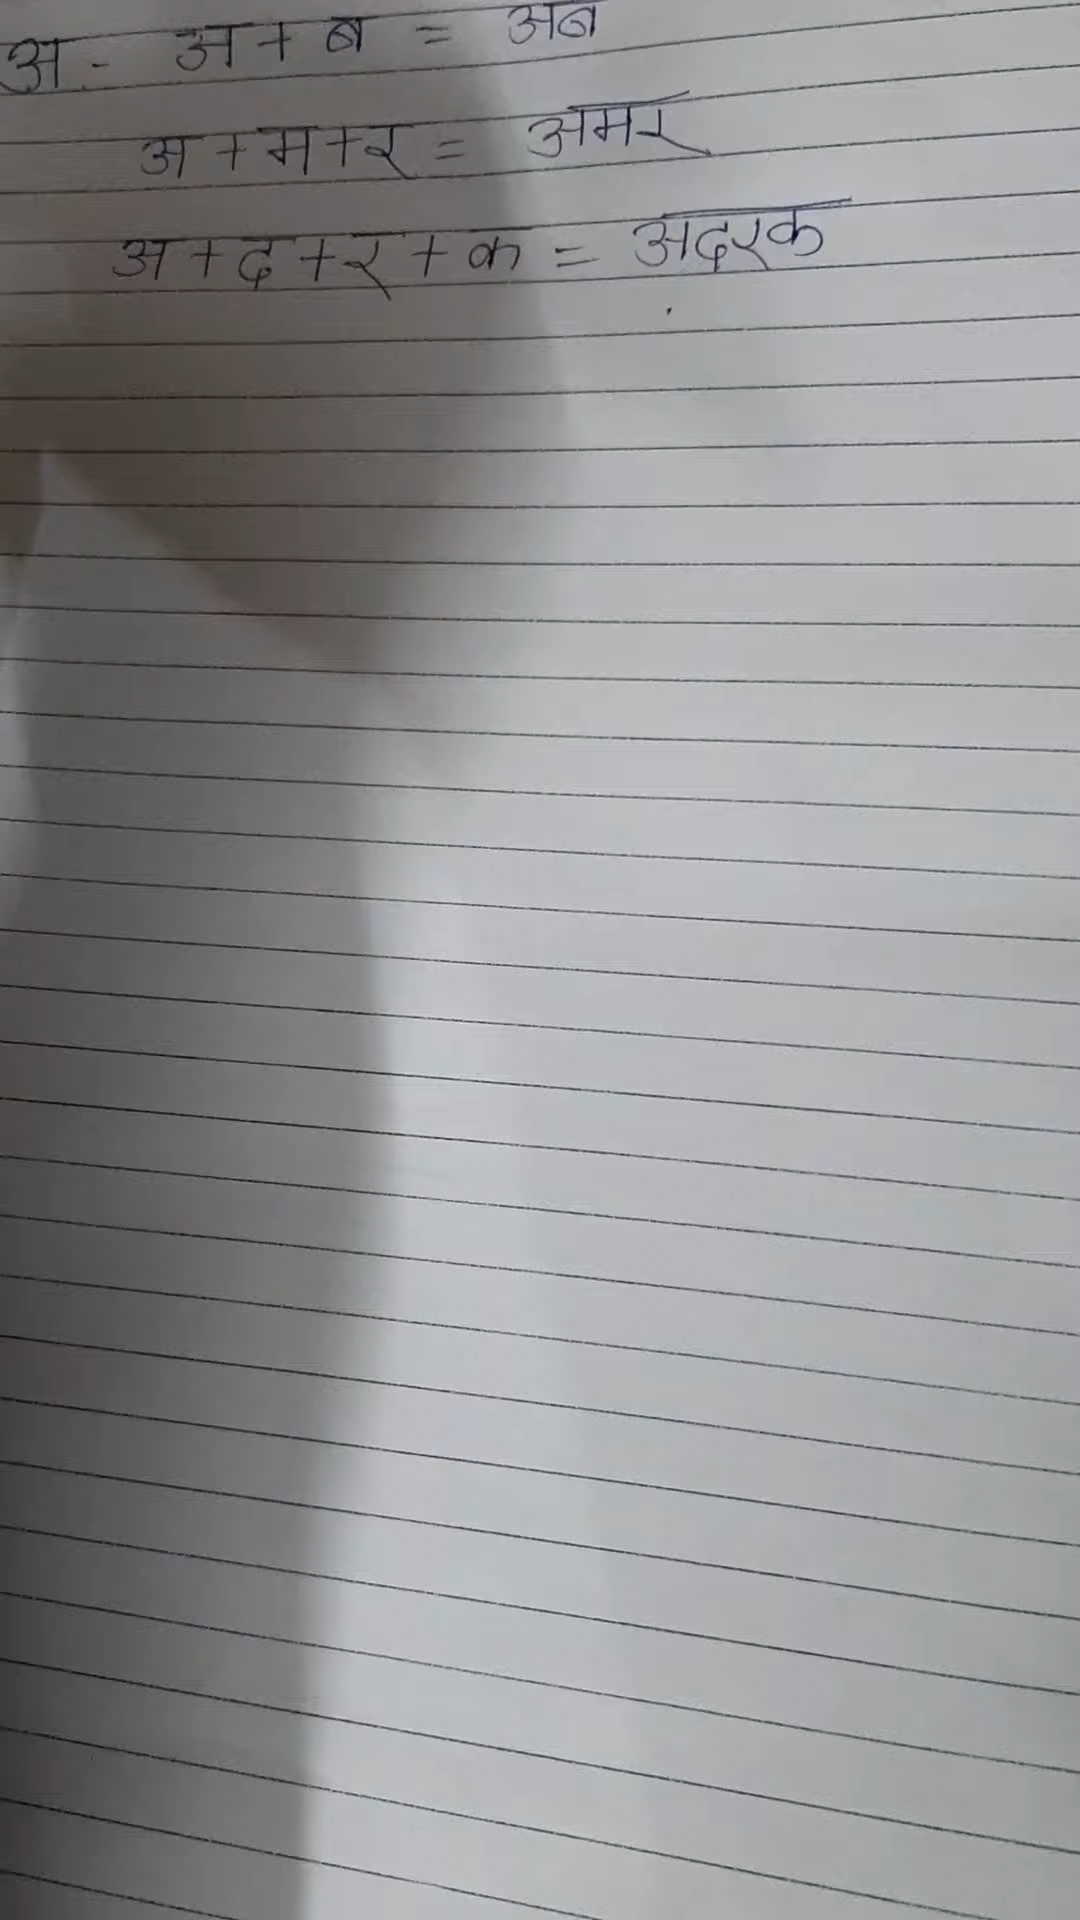 अ - अ + ब = अब
अ + म + र = अमर
अ + द + र + क = अदरक